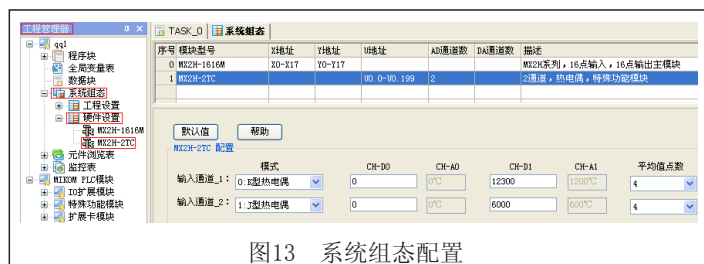 工程管理器
qq1
程序块
全局变量表
数据块
系统组态
工程设置
硬件设置
MX2H-1616M
MX2H-2TC
元件浏览表
监控表
MIKOM PLC模块
IO扩展模块
特殊功能模块
扩展卡模块
TASK_O 系统组态
序号 模块型号 X地址 Y地址 U地址 AD通道数 DA通道数 描述
0 MX2H-1616M X0-X17 Y0-Y17 MX2H系列，16点输入，16点输出主模块
1 MX2H-2TC U0.0-U0.199 2 2通道，热电偶，特殊功能模块
默认值 帮助
MX2H-2TC 配置
模式 CH-D0 CH-A0 CH-D1 CH-A1 平均值点数
输入通道_1： 0:K型热电偶 0 0℃ 12300 1200℃ 4
输入通道_2： 1:J型热电偶 0 0℃ 6000 600℃ 4
图13 系统组态配置